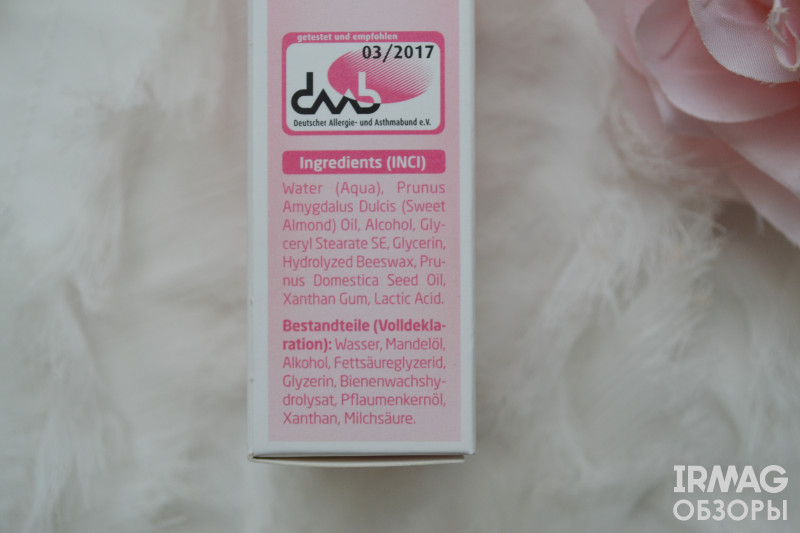 getestet und empfohlen
03/2017
dab
Deutscher Allergie- und Asthmabund e.V.
Ingredients (INCI)
Water (Aqua), Prunus
Amygdalus Dulcis (Sweet
Almond) Oil, Alcohol, Gly-
ceryl Stearate SE, Glycerin,
Hydrolyzed Beeswax, Pru-
nus Domestica Seed Oil,
Xanthan Gum, Lactic Acid.
Bestandteile (Volldekla-
ration): Wasser, Mandelöl,
Alkohol, Fettsäureglyzerid,
Glyzerin, Bienenwachshy-
drolysat, Pflaumenkernöl,
Xanthan, Milchsäure.
IRMAG
ОБЗОРЫ